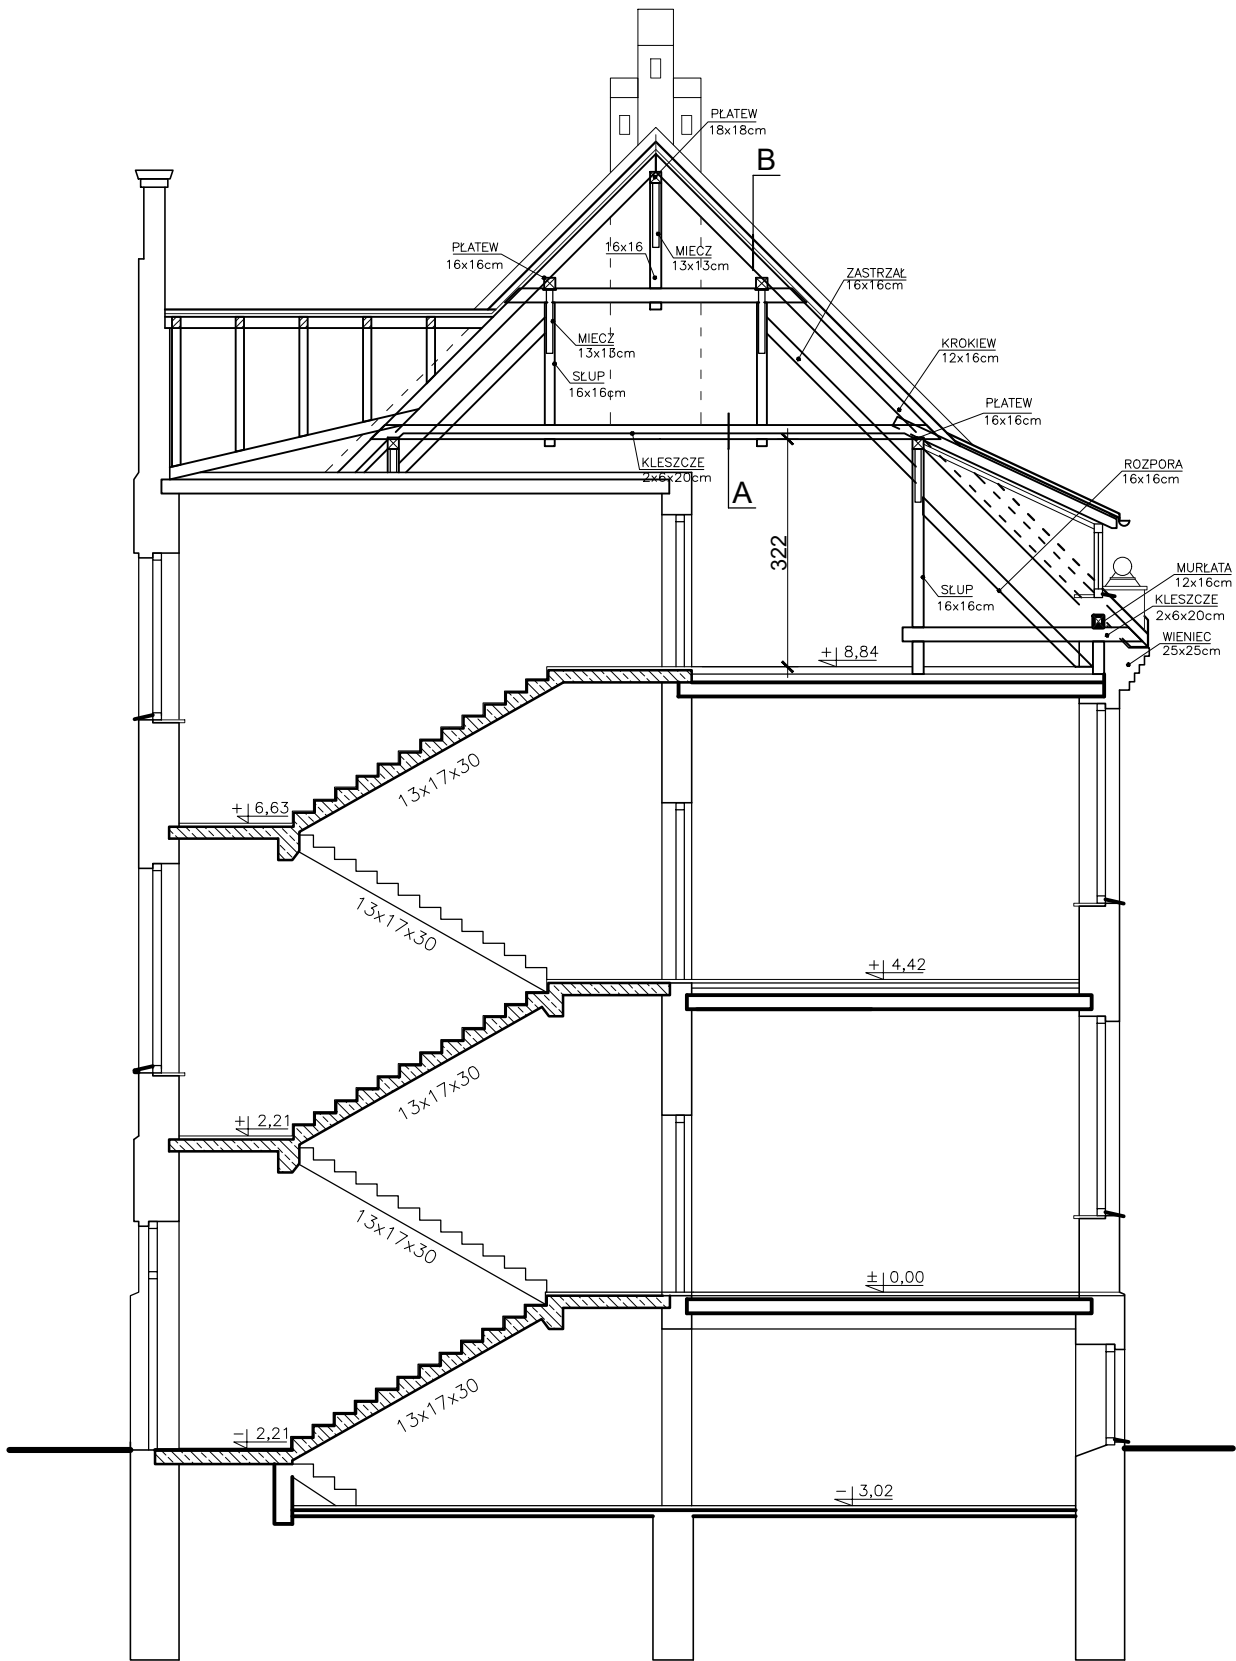 PŁATEW
18x18cm
B
PŁATEW
16x16cm
16x16
MIECZ
13x13cm
ZASTRZAŁ
16x16cm
MIECZ
13x13cm
KROKIEW
12x16cm
SŁUP
16x16cm
PŁATEW
16x16cm
KLESZCZE
2x6x20cm
A
ROZPORA
16x16cm
322
MURŁATA
12x16cm
SŁUP
16x16cm
KLESZCZE
2x6x20cm
WIENIEC
25x25cm
+ 8,84
13x17x30
+ 6,63
13x17x30
+ 4,42
13x17x30
+ 2,21
13x17x30
± 0,00
13x17x30
- 2,21
- 3,02